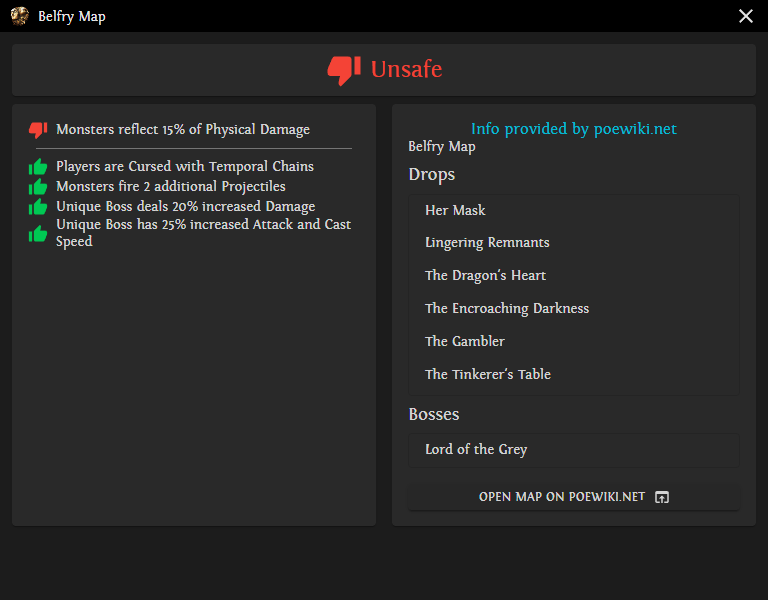 Belfry Map
Unsafe
Monsters reflect 15% of Physical Damage
Players are Cursed with Temporal Chains
Monsters fire 2 additional Projectiles
Unique Boss deals 20% increased Damage
Unique Boss has 25% increased Attack and Cast
Speed
Info provided by poewiki.net
Belfry Map
Drops
Her Mask
Lingering Remnants
The Dragon's Heart
The Encroaching Darkness
The Gambler
The Tinkerer's Table
Bosses
Lord of the Grey
OPEN MAP ON POEWIKI.NET